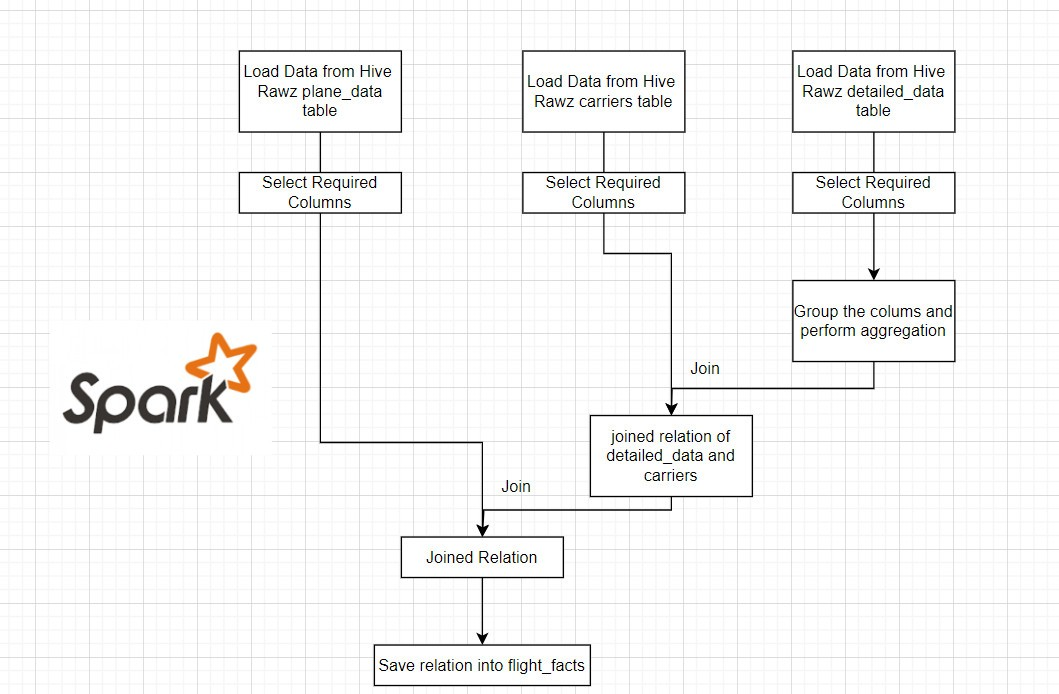 Load Data from Hive
Rawz plane_data
table
Load Data from Hive
Rawz carriers table
Load Data from Hive
Rawz detailed_data
table
Select Required
Columns
Select Required
Columns
Select Required
Columns
Group the colums and
perform aggregation
Join
Spark
joined relation of
detailed_data and
carriers
Join
Joined Relation
Save relation into flight_facts